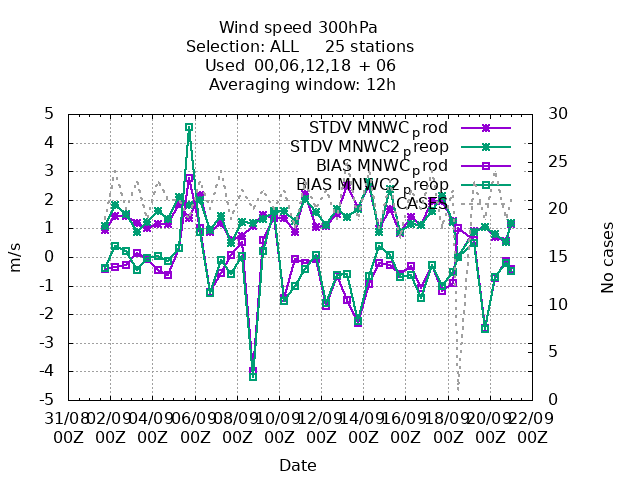 Wind speed 300hPa
Selection: ALL 25 stations
Used 00,06,12,18 + 06
Averaging window: 12h
5 30
STDV MNWCprod
4
STDV MNWC2preop
25
3
BIAS MNWCprod
BIAS MNWC2preop
2
CASES
20
1
m/s
0 15
No cases
-1
-2 10
-3
5
-4
-5 0
31/08 02/09 04/09 06/09 08/09 10/09 12/09 14/09 16/09 18/09 20/09 22/09
00Z 00Z 00Z 00Z 00Z 00Z 00Z 00Z 00Z 00Z 00Z 00Z
Date